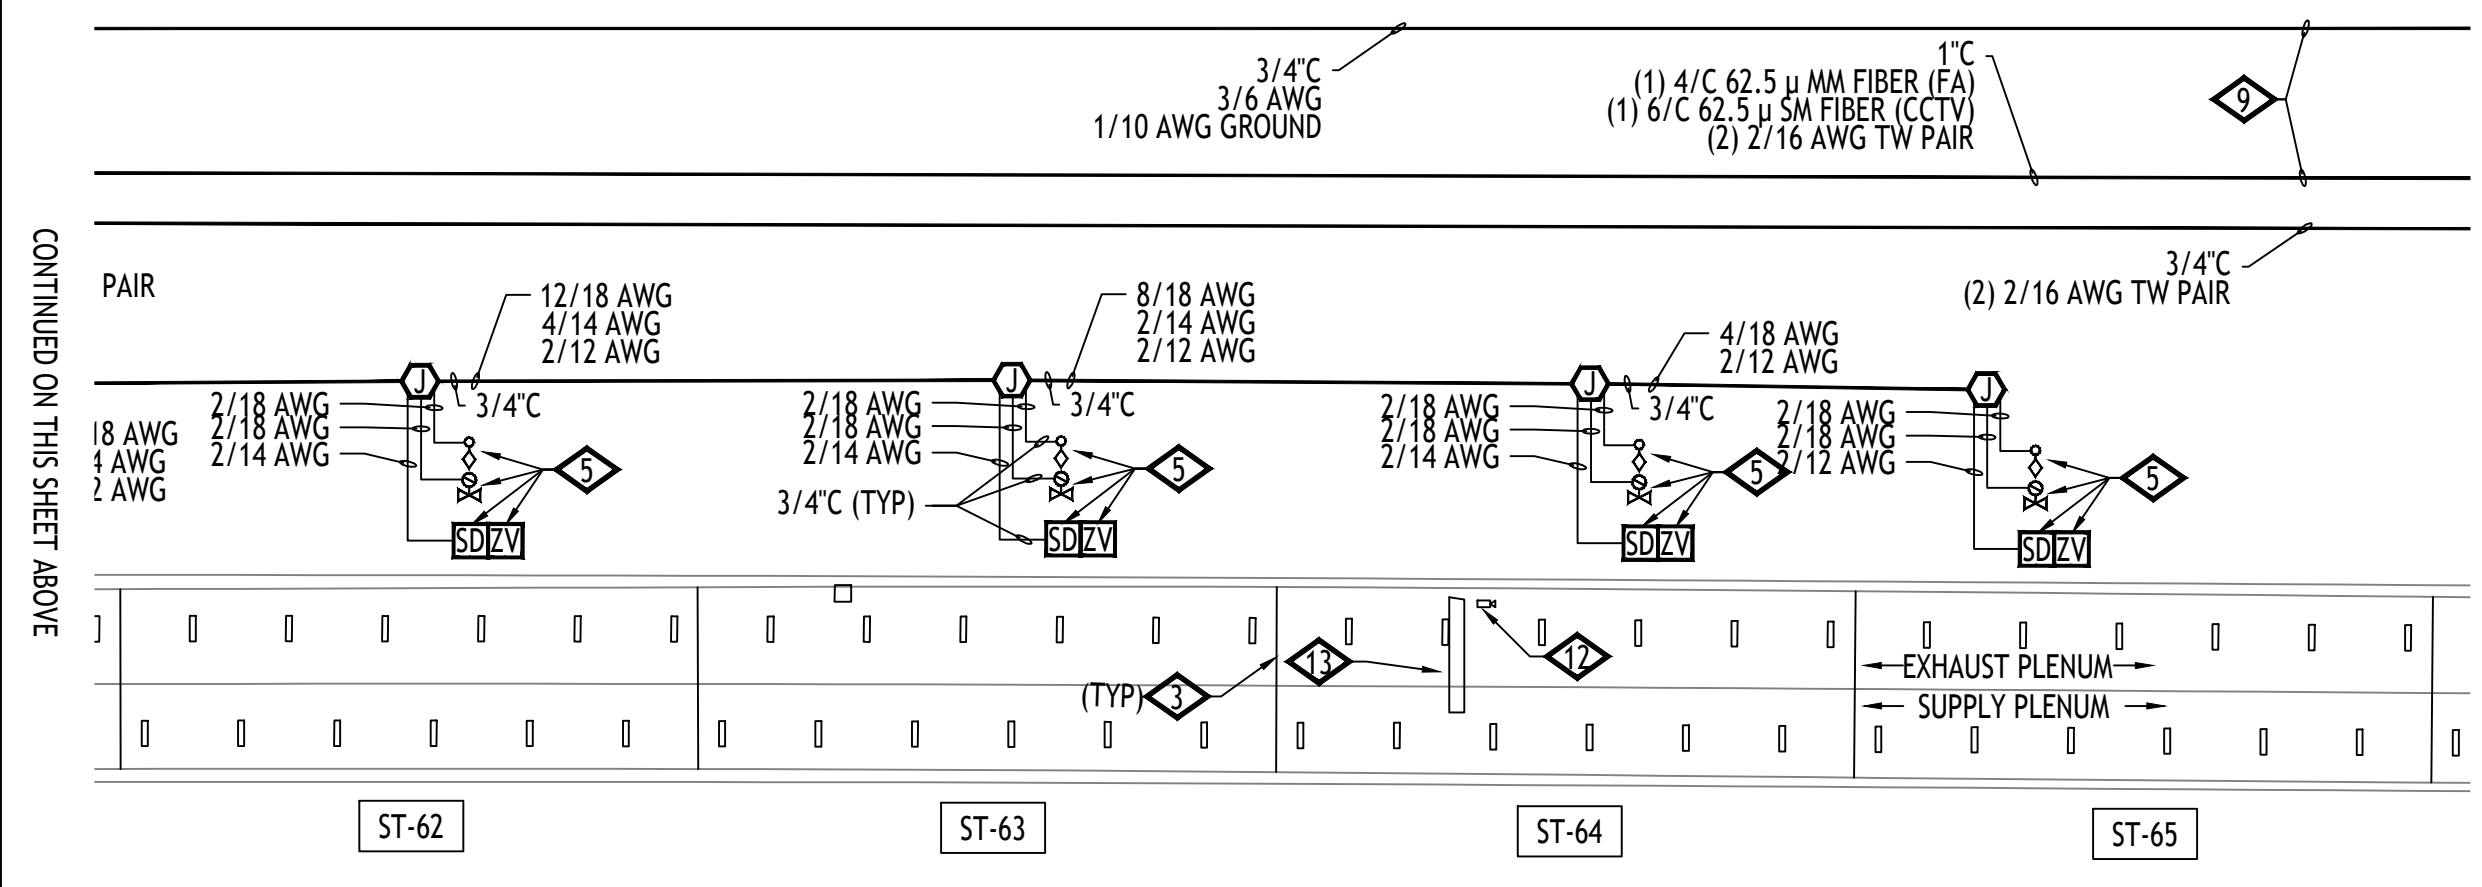 CONTINUED ON THIS SHEET ABOVE
3/4"C
3/6 AWG
1/10 AWG GROUND
1"C
(1) 4/C 62.5 µ MM FIBER (FA)
(1) 6/C 62.5 µ SM FIBER (CCTV)
(2) 2/16 AWG TW PAIR
9
3/4"C
(2) 2/16 AWG TW PAIR
PAIR
18 AWG
4 AWG
2 AWG
12/18 AWG
4/14 AWG
2/12 AWG
J
3/4"C
2/18 AWG
2/18 AWG
2/14 AWG
5
SD ZV
8/18 AWG
2/14 AWG
2/12 AWG
J
3/4"C
2/18 AWG
2/18 AWG
2/14 AWG
3/4"C (TYP)
5
SD ZV
4/18 AWG
2/12 AWG
J
3/4"C
2/18 AWG
2/18 AWG
2/14 AWG
5
SD ZV
J
2/18 AWG
2/18 AWG
2/12 AWG
5
SD ZV
(TYP) 3
13
12
EXHAUST PLENUM
SUPPLY PLENUM
ST-62
ST-63
ST-64
ST-65